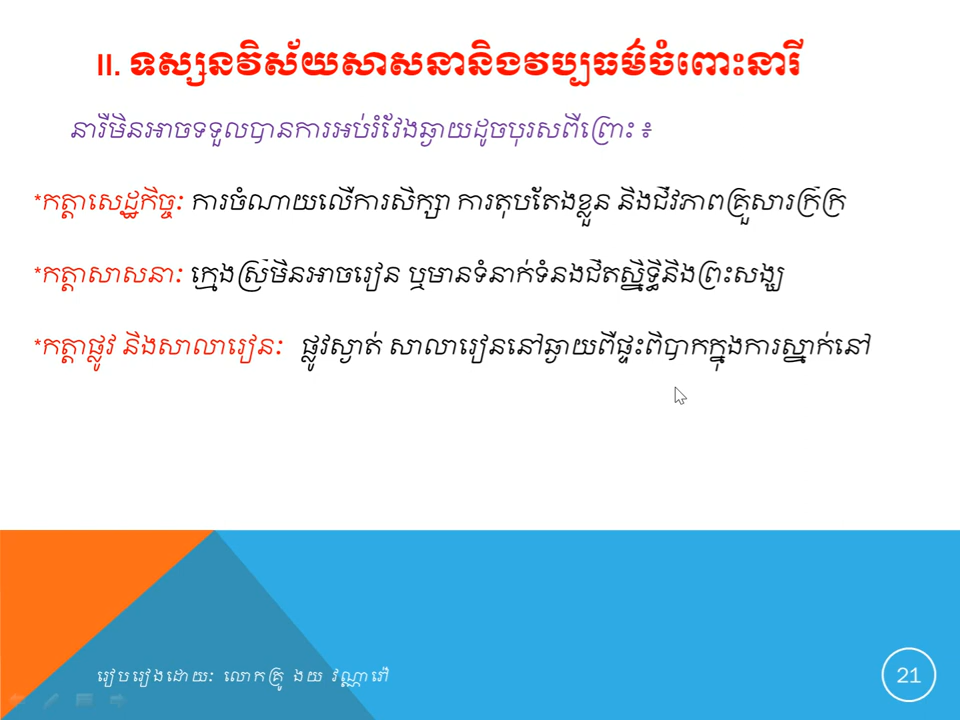 II. ទស្សនវិស័យសាសនានិងវប្បធម៌ចំពោះនារី
នារីមិនអាចទទួលបានការអប់រំវែងឆ្ងាយដូចបុរសពីព្រោះ ៖
*កត្តាសេដ្ឋកិច្ចៈ ការចំណាយលើការសិក្សា ការតុបតែងខ្លួន និងជីវភាពគ្រួសារក្រីក្រ
*កត្តាសាសនាៈ ក្មេងស្រីមិនអាចរៀន ឬមានទំនាក់ទំនងជិតស្និទ្ធិនិងព្រះសង្ឃ
*កត្តាផ្លូវ និងសាលារៀនៈ ផ្លូវស្ងាត់ សាលារៀននៅឆ្ងាយពីផ្ទះពិបាកក្នុងការស្នាក់នៅ
រៀបរៀងដោយៈ លោកគ្រូ ងយ វណ្ណារ៉ៅ
21